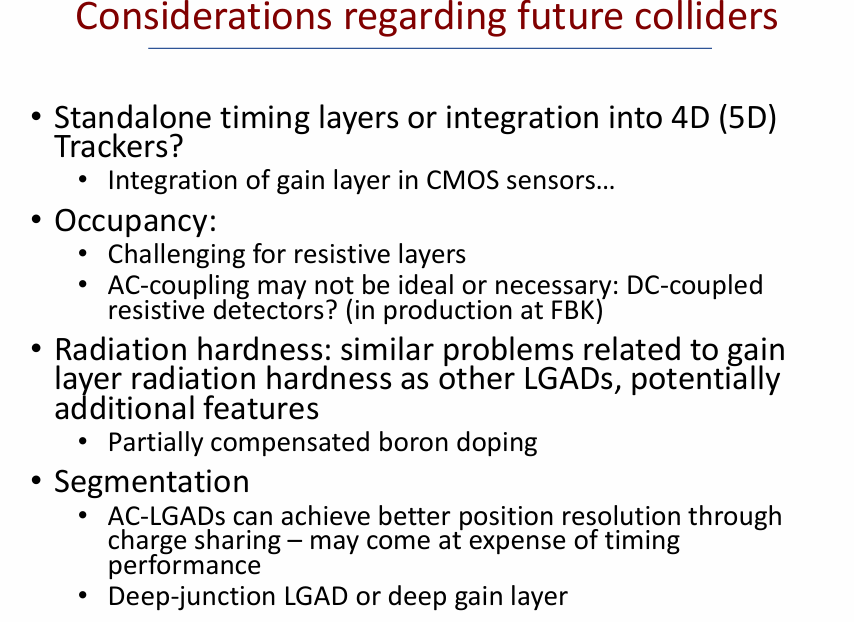 Considerations regarding future colliders
• Standalone timing layers or integration into 4D (5D)
Trackers?
• Integration of gain layer in CMOS sensors…
• Occupancy:
• Challenging for resistive layers
• AC-coupling may not be ideal or necessary: DC-coupled
resistive detectors? (in production at FBK)
• Radiation hardness: similar problems related to gain
layer radiation hardness as other LGADs, potentially
additional features
• Partially compensated boron doping
• Segmentation
• AC-LGADs can achieve better position resolution through
charge sharing – may come at expense of timing
performance
• Deep-junction LGAD or deep gain layer